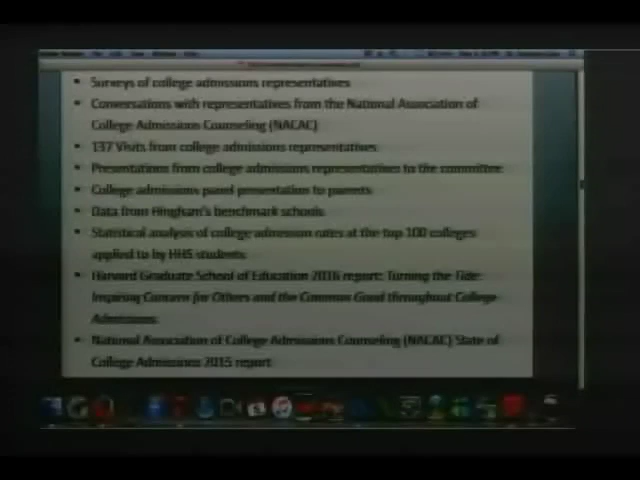 • Surveys of college admissions representatives
• Conversations with representatives from the National Association of
College Admissions Counseling (NACAC)
• 137 Visits from college admissions representatives
• Presentations from college admissions representatives to the committee
• College admissions panel presentation to parents
• Data from Hingham's benchmark schools
• Statistical analysis of college admission rates at the top 100 colleges
applied to by HHS students
• Harvard Graduate School of Education 2016 report: Turning the Tide:
Inspiring Concern for Others and the Common Good throughout College
Admissions
• National Association of College Admissions Counseling (NACAC) State of
College Admissions 2015 report